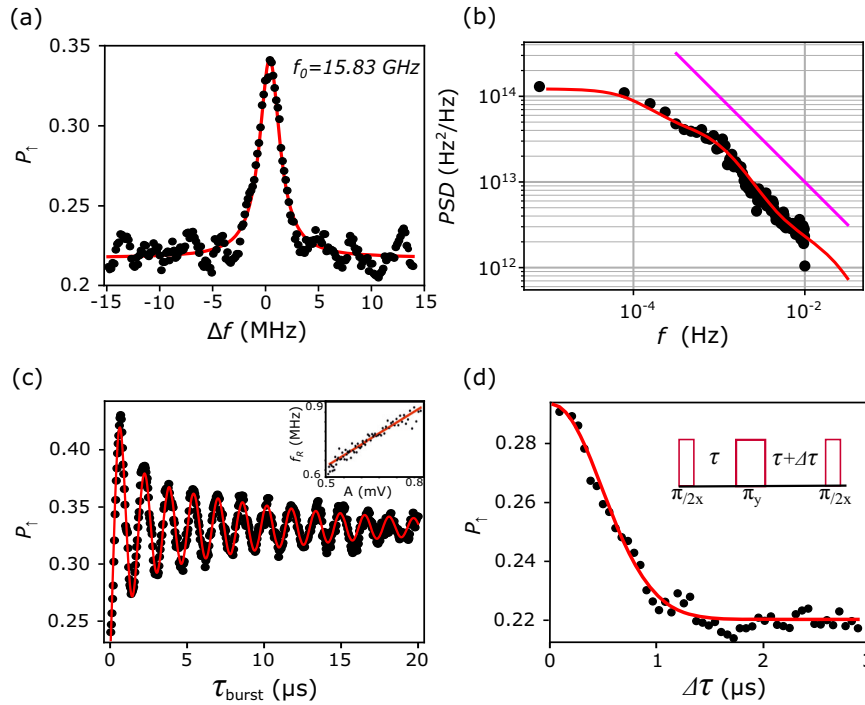 (a)
0.35
0.30
0.25
0.2
P↑
f0=15.83 GHz
-15
-10
-5
0
5
10
15
Δf (MHz)
(b)
10^14
10^13
10^12
PSD (Hz²/Hz)
10^-4
10^-2
f (Hz)
(c)
0.40
0.35
0.30
0.25
P↑
0.9
0.6
fR (MHz)
0.5
0.8
A (mV)
0
5
10
15
20
τburst (μs)
(d)
0.28
0.26
0.24
0.22
P↑
τ
τ+Δτ
π/2x
πy
π/2x
0
1
2
3
Δτ (μs)